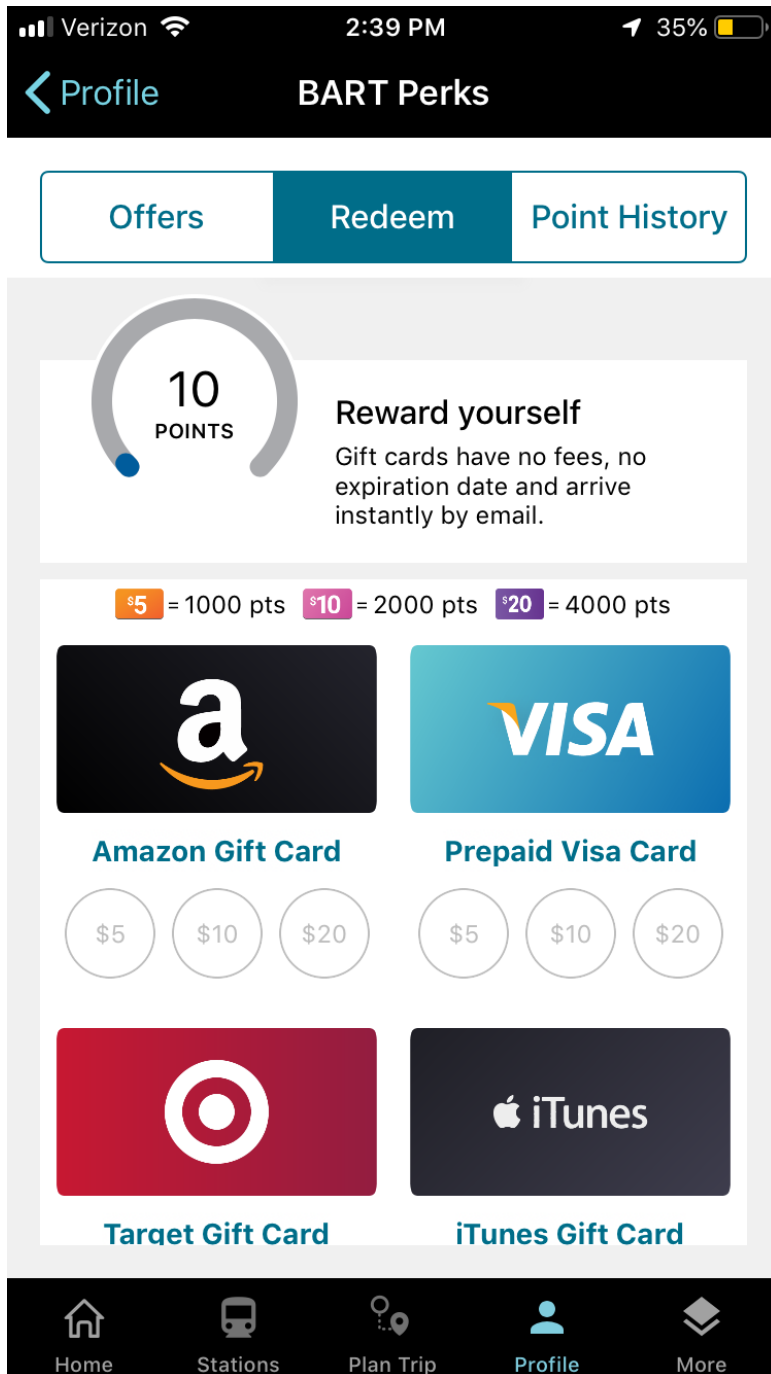 Verizon 2:39 PM 35%
Profile BART Perks
Offers Redeem Point History
10
POINTS
Reward yourself
Gift cards have no fees, no
expiration date and arrive
instantly by email.
$5 = 1000 pts $10 = 2000 pts $20 = 4000 pts
a VISA
Amazon Gift Card Prepaid Visa Card
$5 $10 $20 $5 $10 $20
iTunes
Target Gift Card iTunes Gift Card
Home Stations Plan Trip Profile More